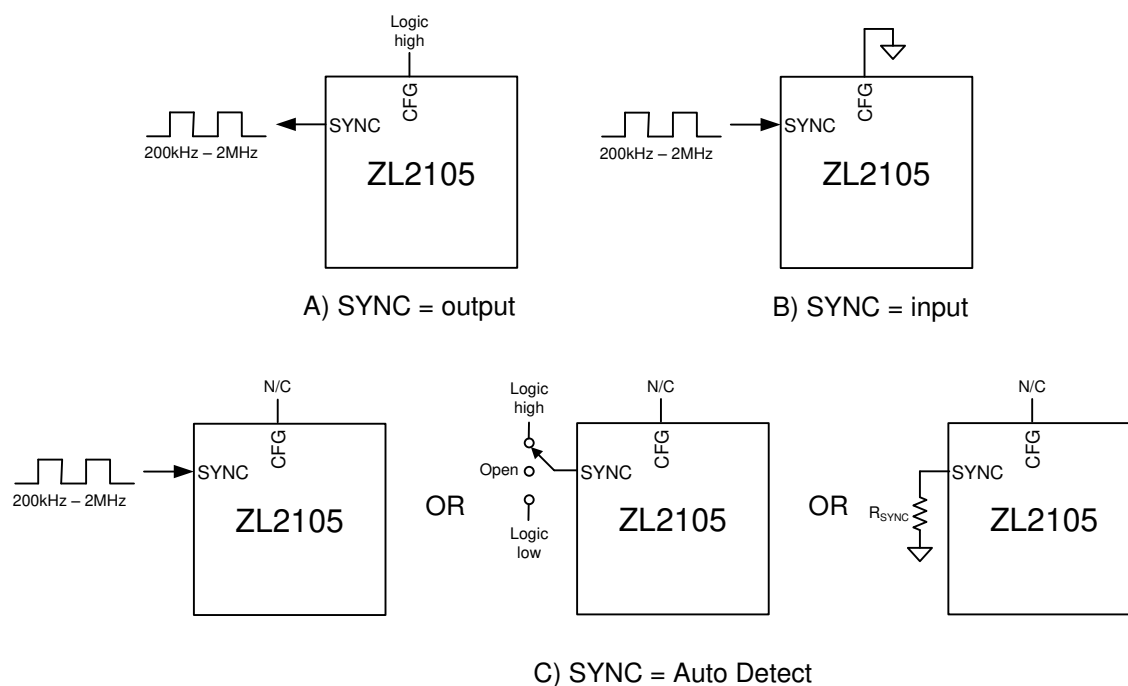 Logic
high
CFG
SYNC
200kHz – 2MHz
ZL2105
A) SYNC = output
CFG
SYNC
200kHz – 2MHz
ZL2105
B) SYNC = input
N/C
CFG
SYNC
200kHz – 2MHz
ZL2105
OR
Logic
high
Open
Logic
low
N/C
CFG
SYNC
ZL2105
OR
N/C
CFG
SYNC
RSYNC
ZL2105
C) SYNC = Auto Detect